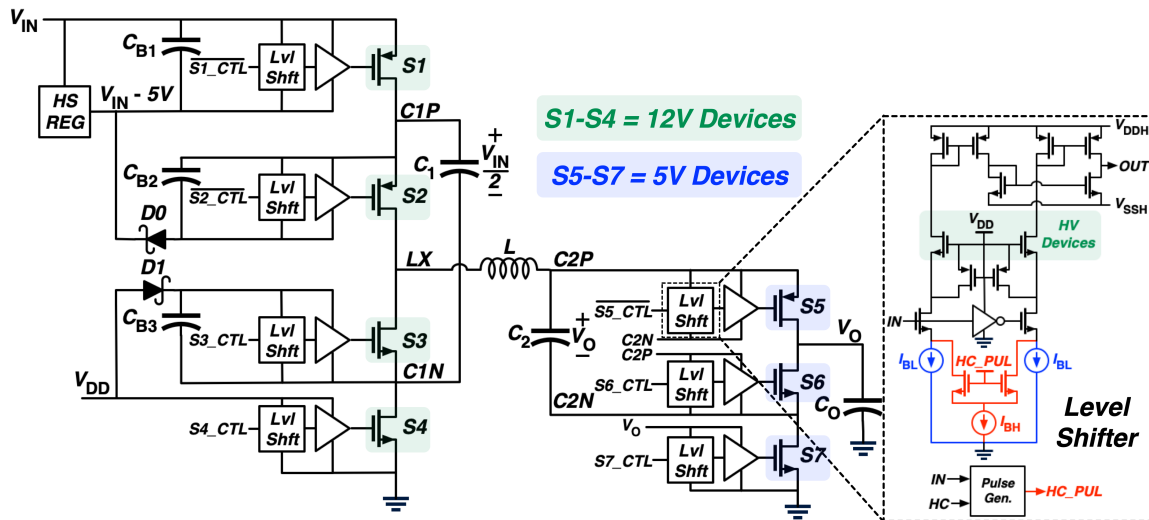 V_IN
C_B1
S1_CTL
Lvl
Shft
S1
HS
REG
V_IN - 5V
C1P
C_B2
S2_CTL
Lvl
Shft
S2
C_1
+
V_IN
2
−
D0
D1
LX
L
C2P
C_B3
S3_CTL
Lvl
Shft
S3
C1N
V_DD
S4_CTL
Lvl
Shft
S4
S1-S4 = 12V Devices
S5-S7 = 5V Devices
S5_CTL
Lvl
Shft
S5
C_2
+
V_O
−
C2N
C2P
V_O
S6_CTL
Lvl
Shft
S6
C2N
C_O
V_O
S7_CTL
Lvl
Shft
S7
V_DDH
OUT
V_SSH
V_DD
HV
Devices
IN
I_BL
HC_PUL
I_BL
I_BH
Level
Shifter
IN
HC
Pulse
Gen.
HC_PUL